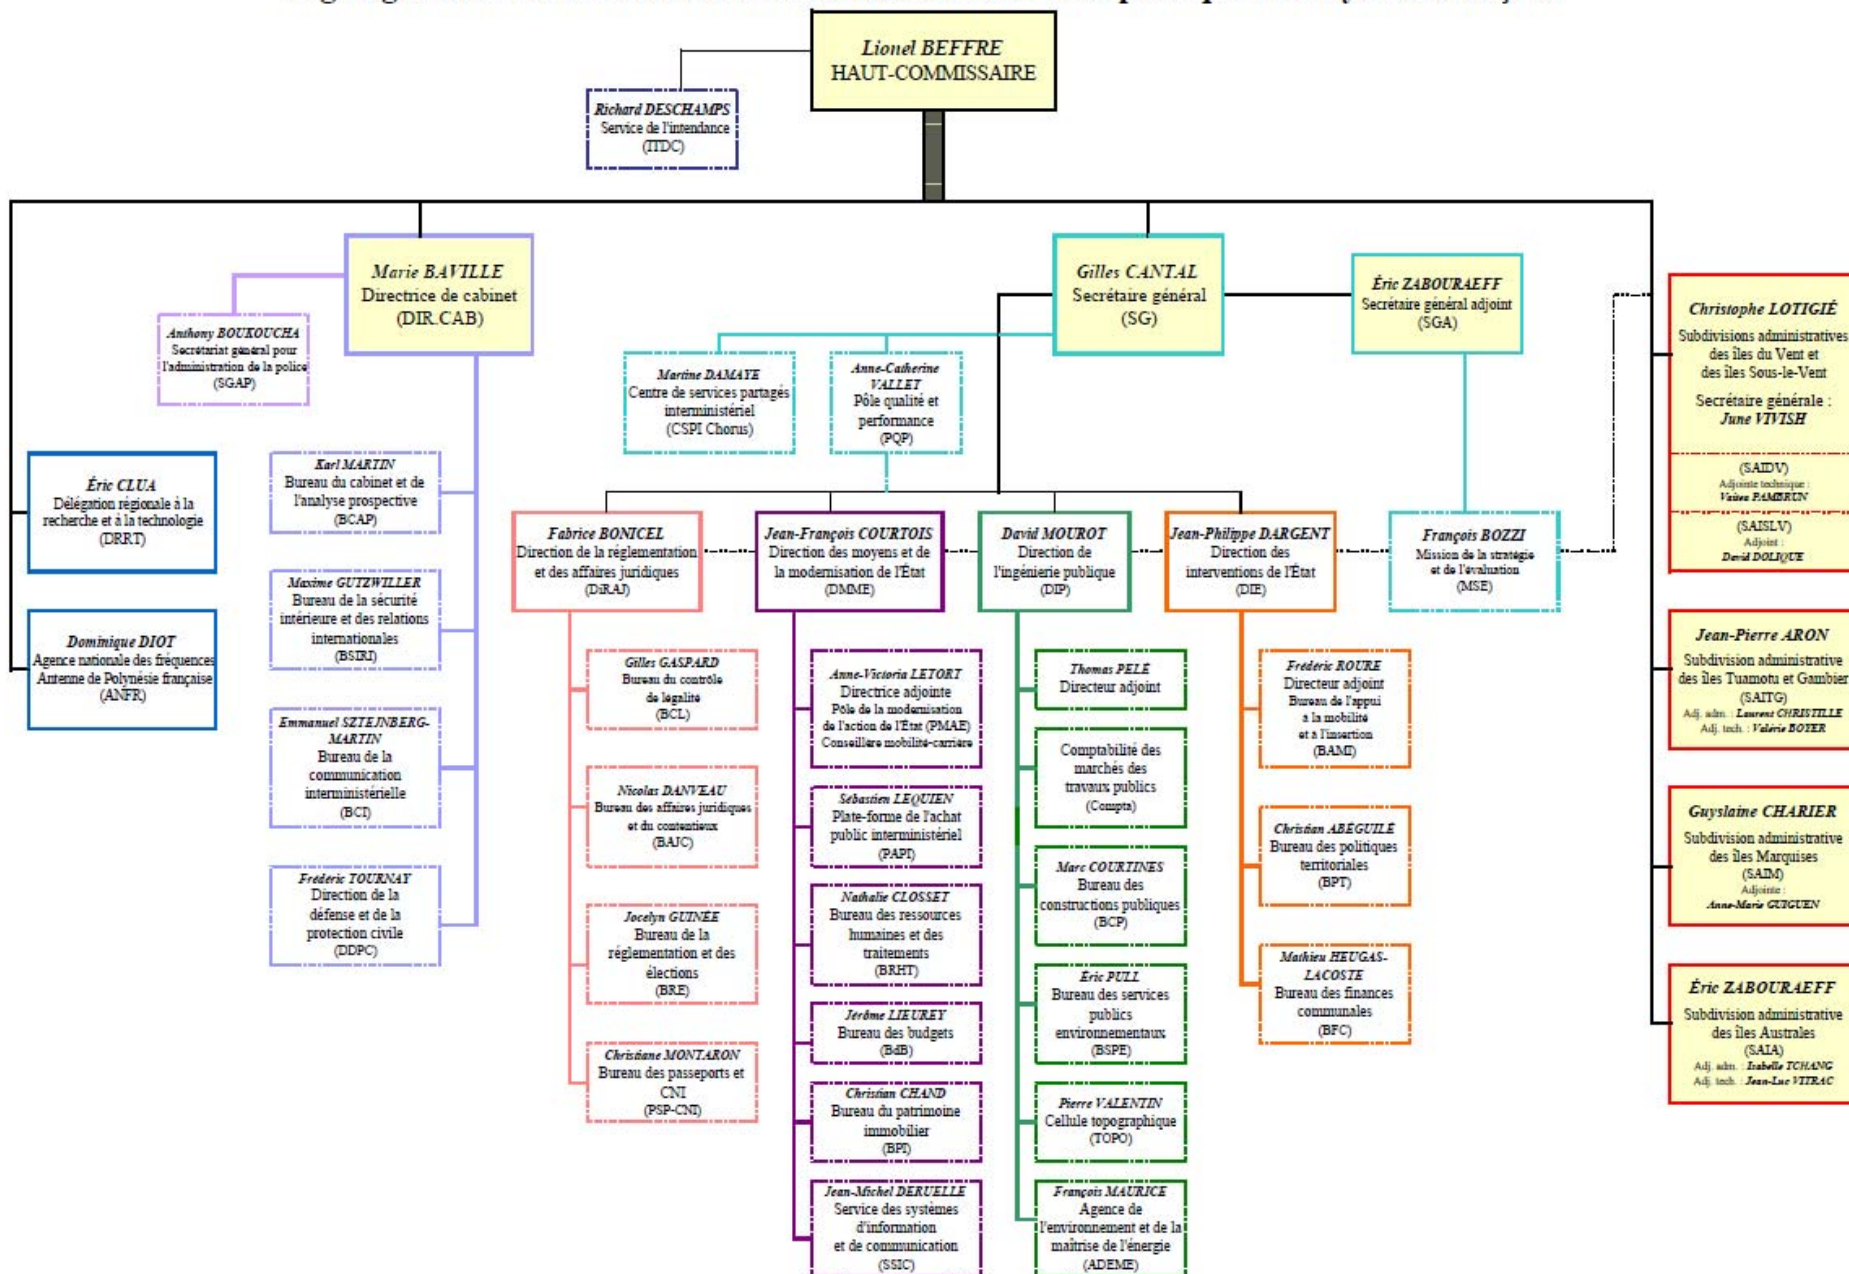 Lionel BEFFRE
HAUT-COMMISSAIRE
Richard DESCHAMPS
Service de l'intendance
(ITDC)
Marie BAVILLE
Directrice de cabinet
(DIR.CAB)
Gilles CANTAL
Secrétaire général
(SG)
Éric ZABOURAEFF
Secrétaire général adjoint
(SGA)
Anthony BOUKOUCHA
Secrétariat général pour
l'administration de la police
(SGAP)
Martine DAMAYE
Centre de services partagés
interministériel
(CSPI Chorus)
Anne-Catherine
VALLET
Pôle qualité et
performance
(PQP)
Christophe LOTIGIÉ
Subdivisions administratives
des îles du Vent et
des îles Sous-le-Vent
Secrétaire générale :
June VIVISH
(SAIDV)
Adjointe technique :
Vaitea PAMBRUN
(SAISLV)
Adjoint :
David DOLIQUE
Éric CLUA
Délégation régionale à la
recherche et à la technologie
(DRRT)
Dominique DIOT
Agence nationale des fréquences
Antenne de Polynésie française
(ANFR)
Karl MARTIN
Bureau du cabinet et de
l'analyse prospective
(BCAP)
Maxime GUTZWILLER
Bureau de la sécurité
intérieure et des relations
internationales
(BSIRI)
Emmanuel SZTEJNBERG-
MARTIN
Bureau de la
communication
interministérielle
(BCI)
Frédéric TOURNAY
Direction de la
défense et de la
protection civile
(DDPC)
Fabrice BONICEL
Direction de la réglementation
et des affaires juridiques
(DiRAJ)
Jean-François COURTOIS
Direction des moyens et de
la modernisation de l'État
(DMME)
David MOUROT
Direction de
l'ingénierie publique
(DIP)
Jean-Philippe DARGENT
Direction des
interventions de l'État
(DIE)
François BOZZI
Mission de la stratégie
et de l'évaluation
(MSE)
Gilles GASPARD
Bureau du contrôle
de légalité
(BCL)
Nicolas DANVEAU
Bureau des affaires juridiques
et du contentieux
(BAJC)
Jocelyn GUINÉE
Bureau de la
réglementation et des
élections
(BRE)
Christiane MONTARON
Bureau des passeports et
CNI
(PSP-CNI)
Anne-Victoria LETORT
Directrice adjointe
Pôle de la modernisation
de l'action de l'État (PMAE)
Conseillère mobilité-carrière
Sébastien LEQUIEN
Plate-forme de l'achat
public interministériel
(PAPI)
Nathalie CLOSSET
Bureau des ressources
humaines et des
traitements
(BRHT)
Jérôme LIEUREY
Bureau des budgets
(BdB)
Christian CHAND
Bureau du patrimoine
immobilier
(BPI)
Jean-Michel DERUELLE
Service des systèmes
d'information
et de communication
(SSIC)
Thomas PELÉ
Directeur adjoint
Comptabilité des
marchés des
travaux publics
(Compta)
Marc COURTINES
Bureau des
constructions publiques
(BCP)
Éric PULL
Bureau des services
publics
environnementaux
(BSPE)
Pierre VALENTIN
Cellule topographique
(TOPO)
François MAURICE
Agence de
l'environnement et de la
maîtrise de l'énergie
(ADEME)
Frédéric ROURE
Directeur adjoint
Bureau de l'appui
à la mobilité
et à l'insertion
(BAMI)
Christian ABÉGUILÉ
Bureau des politiques
territoriales
(BPT)
Mathieu HEUGAS-
LACOSTE
Bureau des finances
communales
(BFC)
Jean-Pierre ARON
Subdivision administrative
des îles Tuamotu et Gambier
(SAITG)
Adj. adm. : Laurent CHRISTILLE
Adj. tech. : Valérie BOYER
Guyslaine CHARIER
Subdivision administrative
des îles Marquises
(SAIM)
Adjointe :
Anne-Marie GUIGUEN
Éric ZABOURAEFF
Subdivision administrative
des îles Australes
(SAIA)
Adj. adm. : Isabelle TCHANG
Adj. tech. : Jean-Luc VITRAC